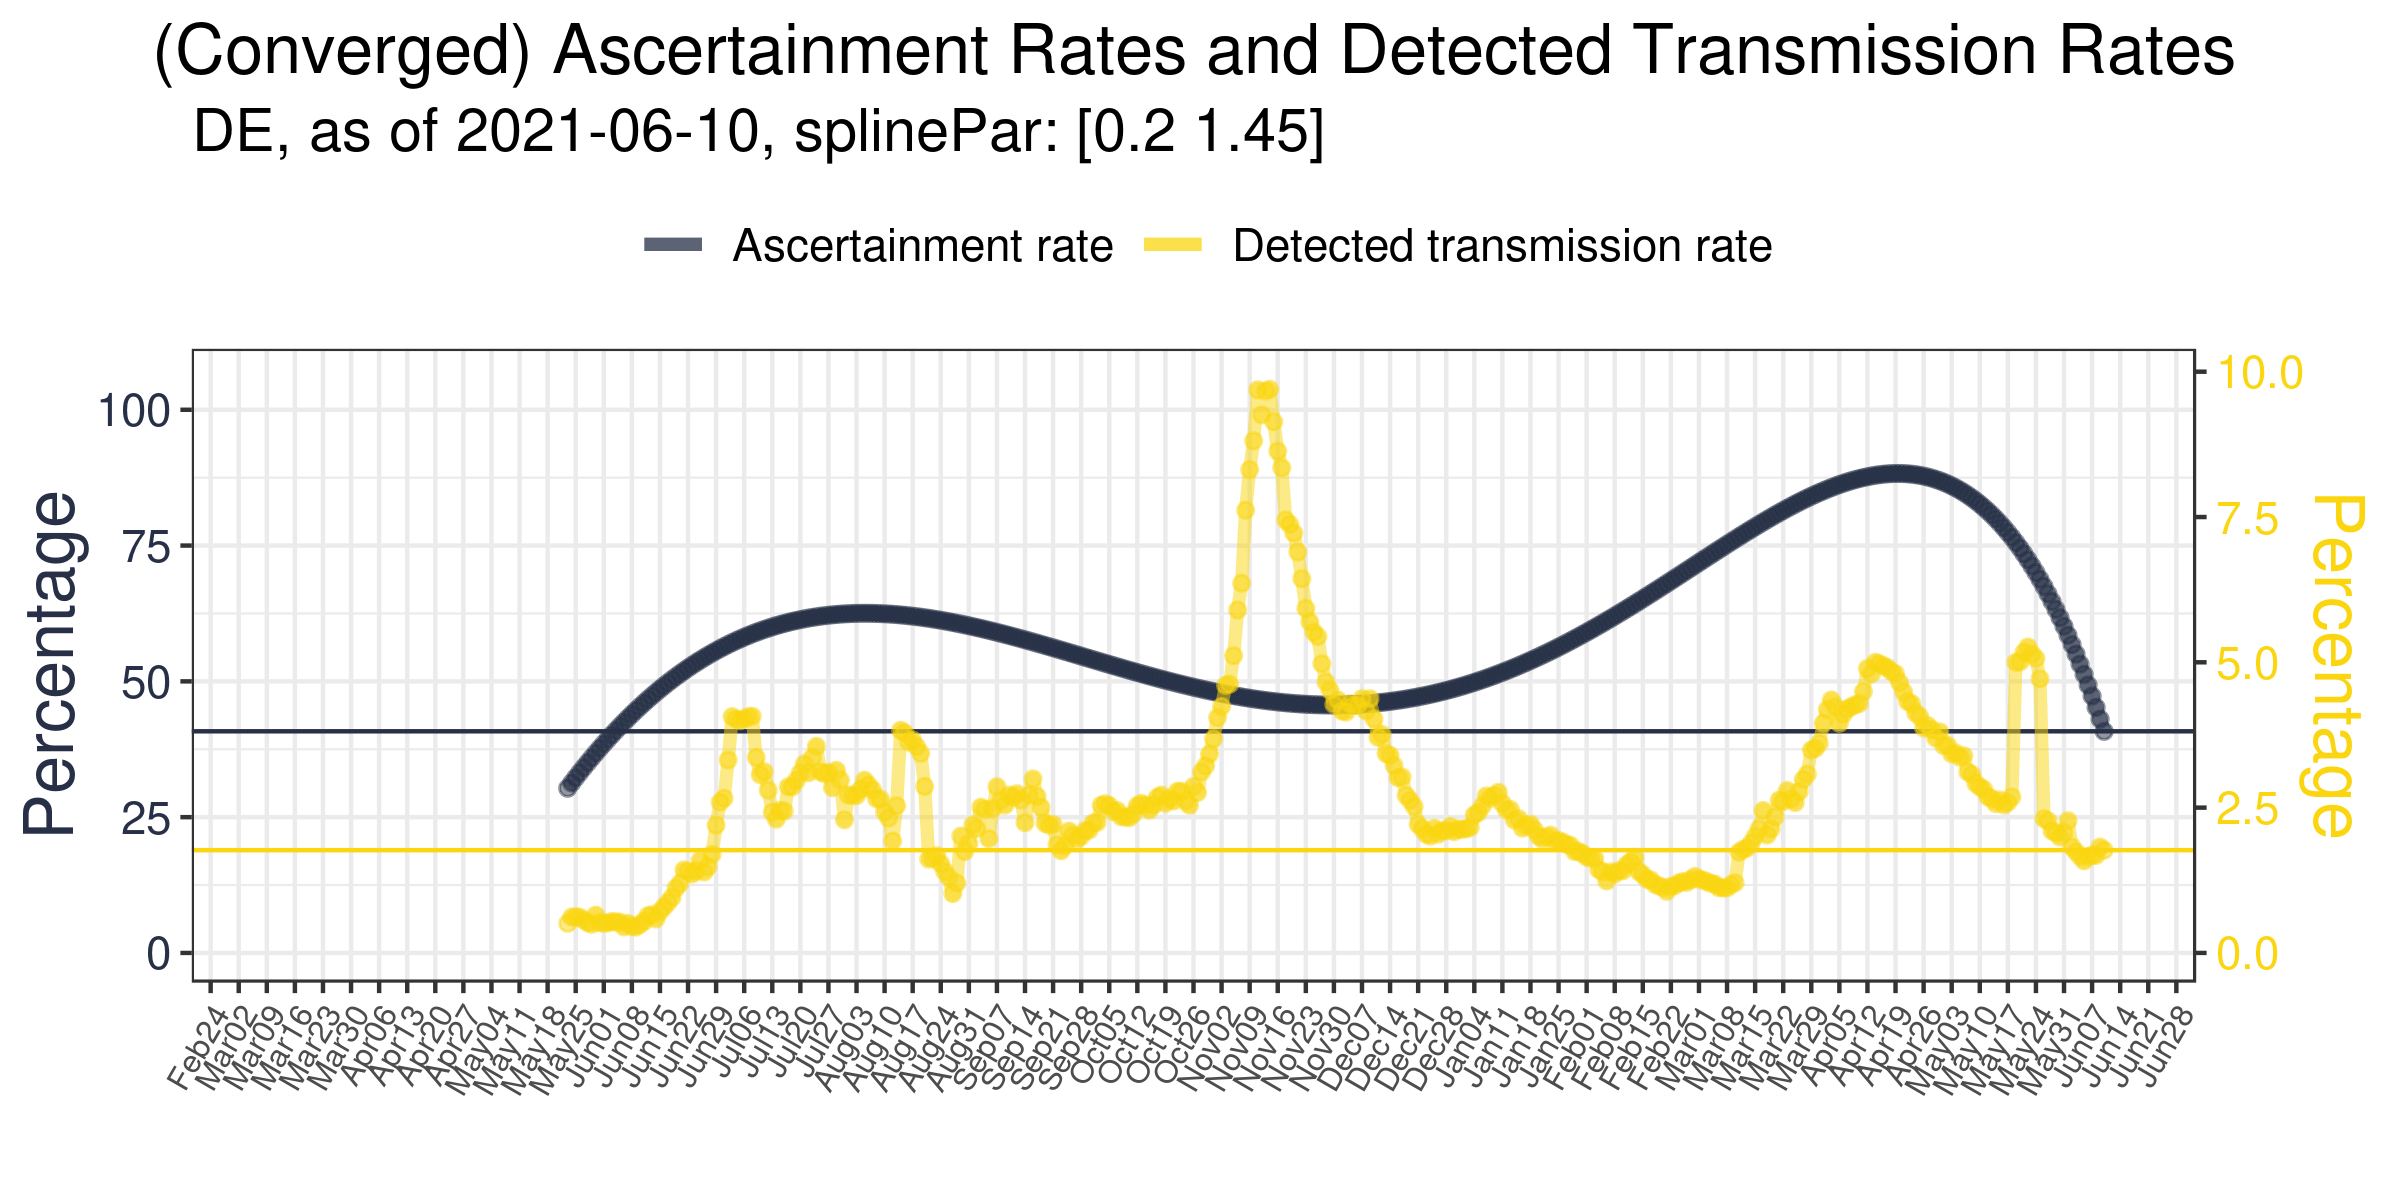 (Converged) Ascertainment Rates and Detected Transmission Rates
DE, as of 2021-06-10, splinePar: [0.2 1.45]
Ascertainment rate Detected transmission rate
Percentage
100
75
50
25
0
10.0
7.5
5.0
2.5
0.0
Percentage
Feb24
Mar02
Mar09
Mar16
Mar23
Mar30
Apr06
Apr13
Apr20
Apr27
May04
May11
May18
May25
Jun01
Jun08
Jun15
Jun22
Jun29
Jul06
Jul13
Jul20
Jul27
Aug03
Aug10
Aug17
Aug24
Aug31
Sep07
Sep14
Sep21
Sep28
Oct05
Oct12
Oct19
Oct26
Nov02
Nov09
Nov16
Nov23
Nov30
Dec07
Dec14
Dec21
Dec28
Jan04
Jan11
Jan18
Jan25
Feb01
Feb08
Feb15
Feb22
Mar01
Mar08
Mar15
Mar22
Mar29
Apr05
Apr12
Apr19
Apr26
May03
May10
May17
May24
May31
Jun07
Jun14
Jun21
Jun28